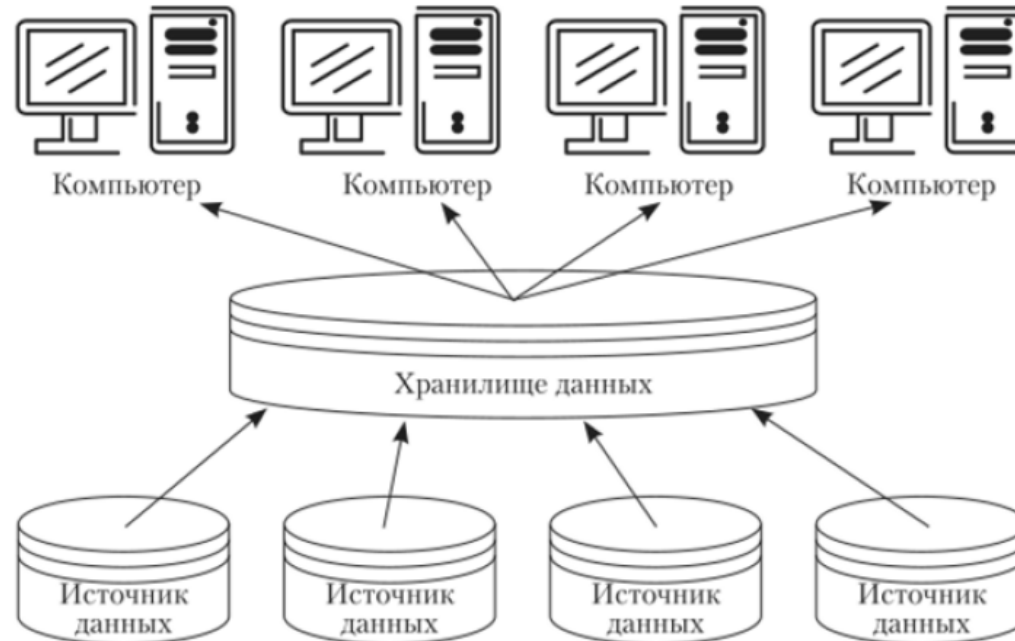 Компьютер Компьютер Компьютер Компьютер
Хранилище данных
Источник данных
Источник данных
Источник данных
Источник данных